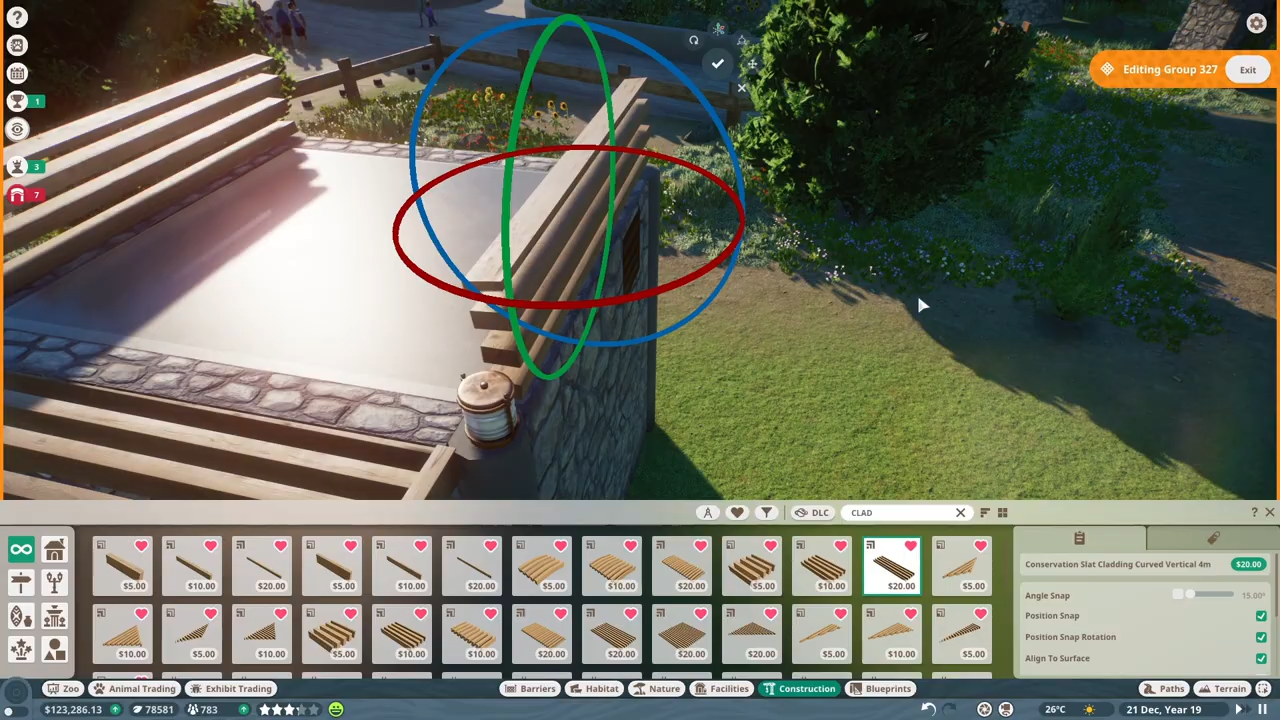 Editing Group 327 Exit
1
3
7
DLC CLAD
$5.00 $10.00 $20.00 $5.00 $10.00 $20.00 $5.00 $10.00 $20.00 $5.00 $10.00 $20.00 $5.00
$10.00 $5.00 $10.00 $5.00 $10.00 $10.00 $20.00 $20.00 $20.00 $20.00 $5.00 $10.00 $5.00
Conservation Slat Cladding Curved Vertical 4m $20.00
Angle Snap 15.00°
Position Snap
Position Snap Rotation
Align To Surface
Zoo Animal Trading Exhibit Trading Barriers Habitat Nature Facilities Construction Blueprints Paths Terrain
$123,286.13 78581 783 26°C 21 Dec, Year 19